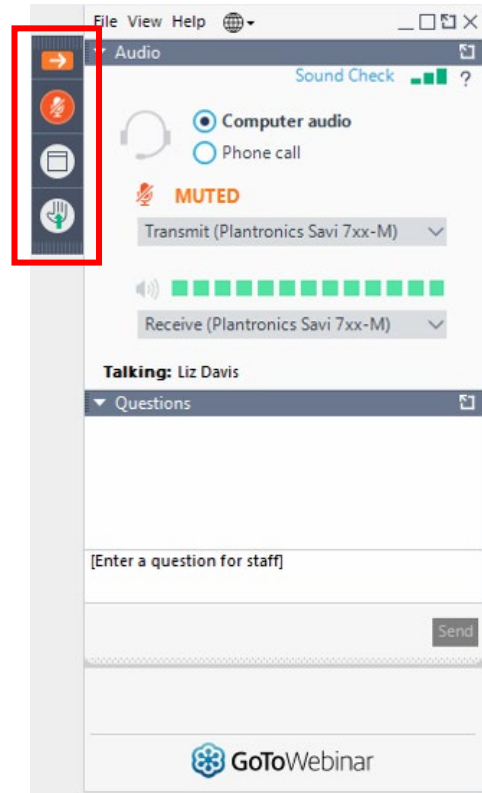 File View Help
Audio
Sound Check ?
Computer audio
Phone call
MUTED
Transmit (Plantronics Savi 7xx-M)
Receive (Plantronics Savi 7xx-M)
Talking: Liz Davis
Questions
[Enter a question for staff]
Send
GoToWebinar